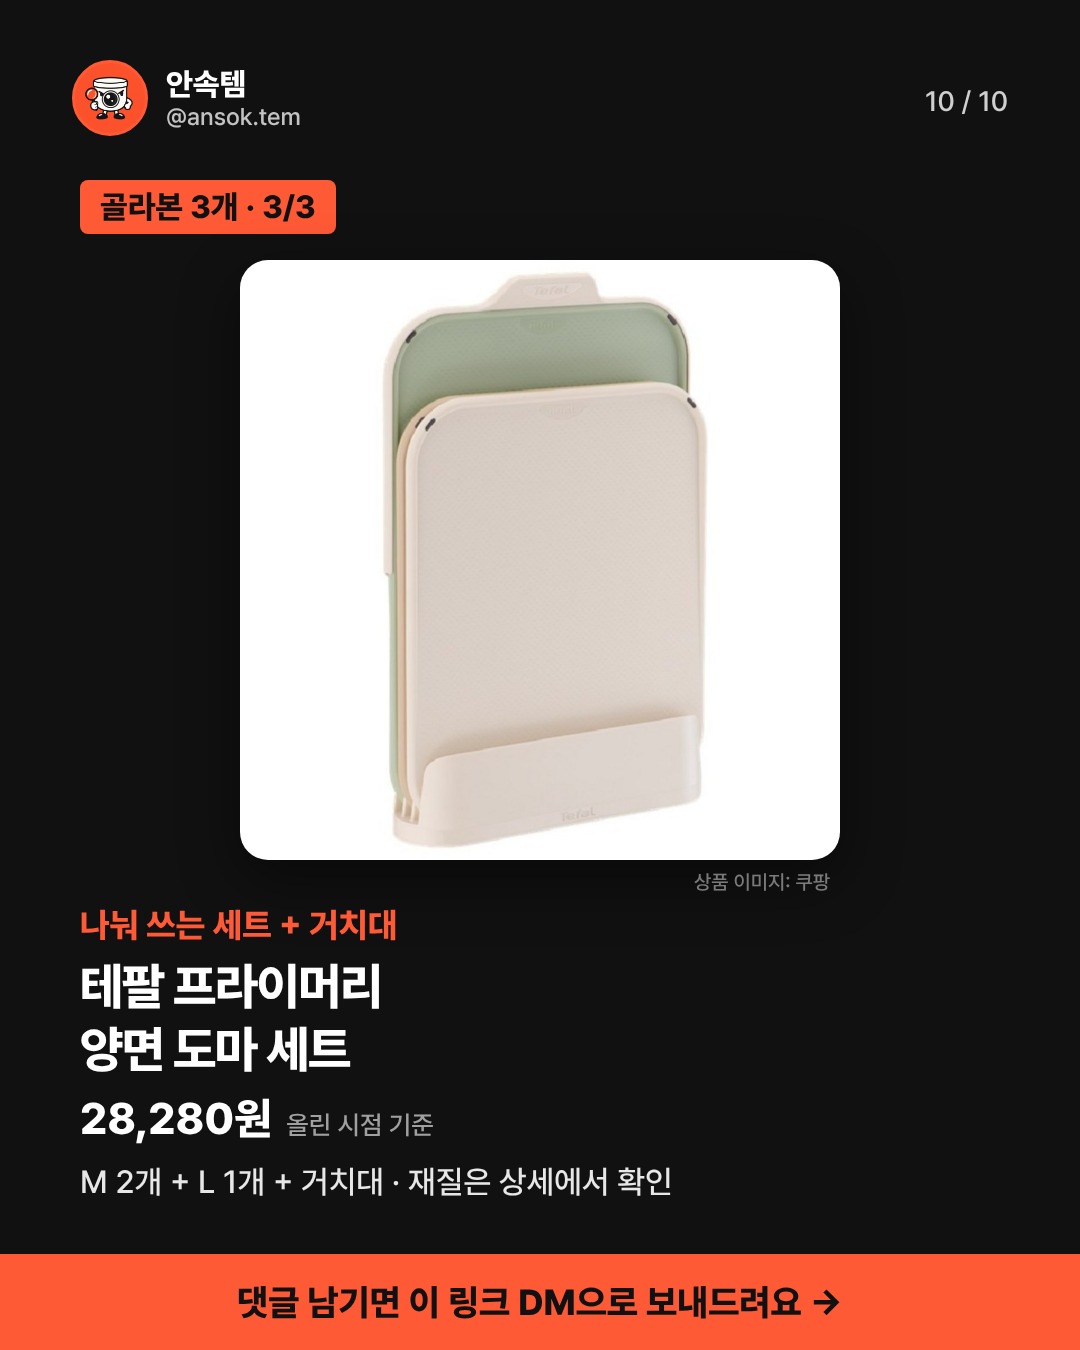 안속템
@ansok.tem
10 / 10
골라본 3개 · 3/3
Tefal
Tefal
상품 이미지: 쿠팡
나눠 쓰는 세트 + 거치대
테팔 프라이머리
양면 도마 세트
28,280원 올린 시점 기준
M 2개 + L 1개 + 거치대 · 재질은 상세에서 확인
댓글 남기면 이 링크 DM으로 보내드려요 →